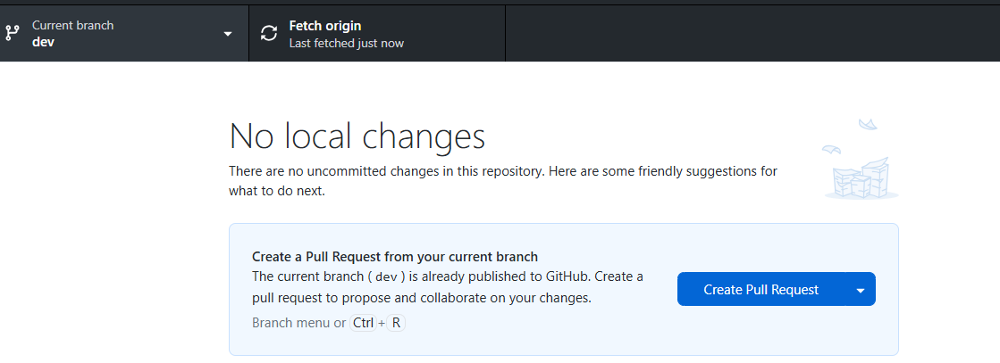 Current branch
dev
Fetch origin
Last fetched just now
No local changes
There are no uncommitted changes in this repository. Here are some friendly suggestions for
what to do next.
Create a Pull Request from your current branch
The current branch ( dev ) is already published to GitHub. Create a
pull request to propose and collaborate on your changes.
Branch menu or Ctrl + R
Create Pull Request